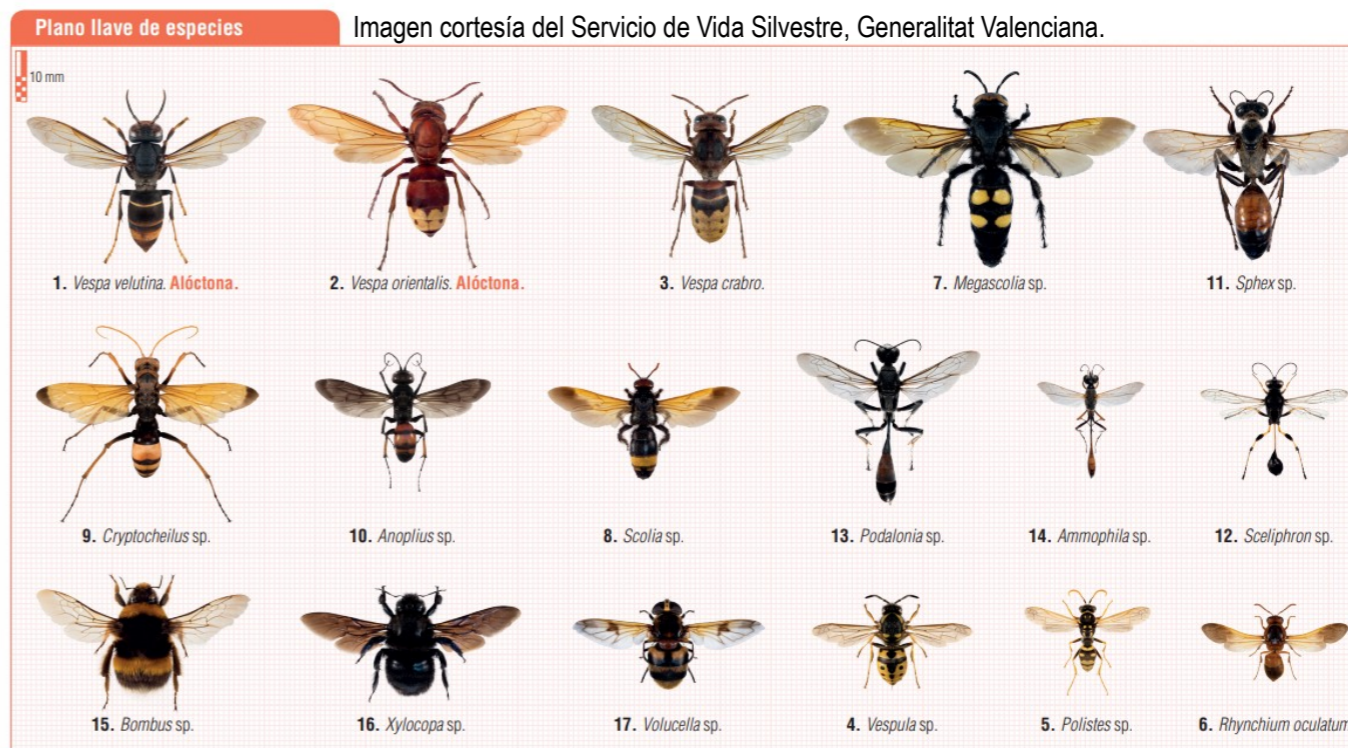 Plano llave de especies
Imagen cortesía del Servicio de Vida Silvestre, Generalitat Valenciana.
10 mm
1. Vespa velutina. Alóctona.
2. Vespa orientalis. Alóctona.
3. Vespa crabro.
7. Megascolia sp.
11. Sphex sp.
9. Cryptocheilus sp.
10. Anoplius sp.
8. Scolia sp.
13. Podalonia sp.
14. Ammophila sp.
12. Sceliphron sp.
15. Bombus sp.
16. Xylocopa sp.
17. Volucella sp.
4. Vespula sp.
5. Polistes sp.
6. Rhynchium oculatum